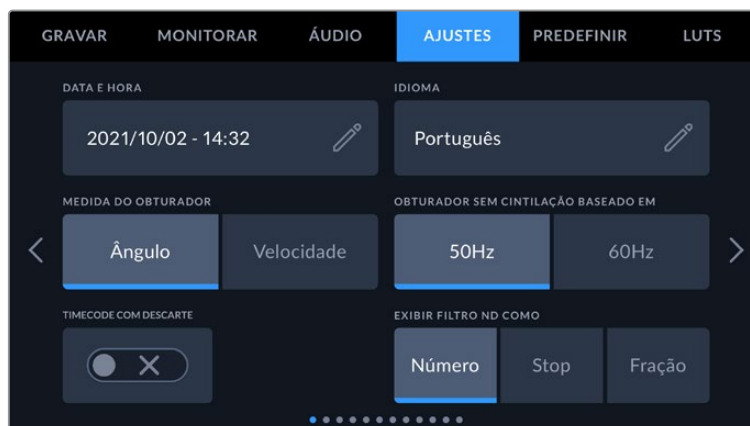 GRAVAR MONITORAR ÁUDIO AJUSTES PREDEFINIR LUTS
DATA E HORA IDIOMA
2021/10/02 - 14:32 Português
MEDIDA DO OBTURADOR OBTURADOR SEM CINTILAÇÃO BASEADO EM
Ângulo Velocidade 50Hz 60Hz
TIMECODE COM DESCARTE EXIBIR FILTRO ND COMO
Número Stop Fração